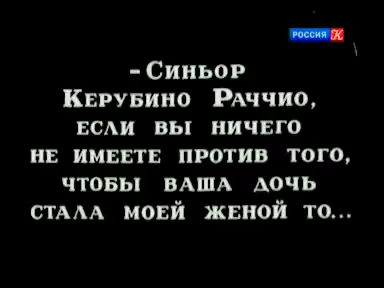 РОССИЯ К
– Синьор
Керубино Раччио,
если вы ничего
не имеете против того,
чтобы ваша дочь
стала моей женой то...